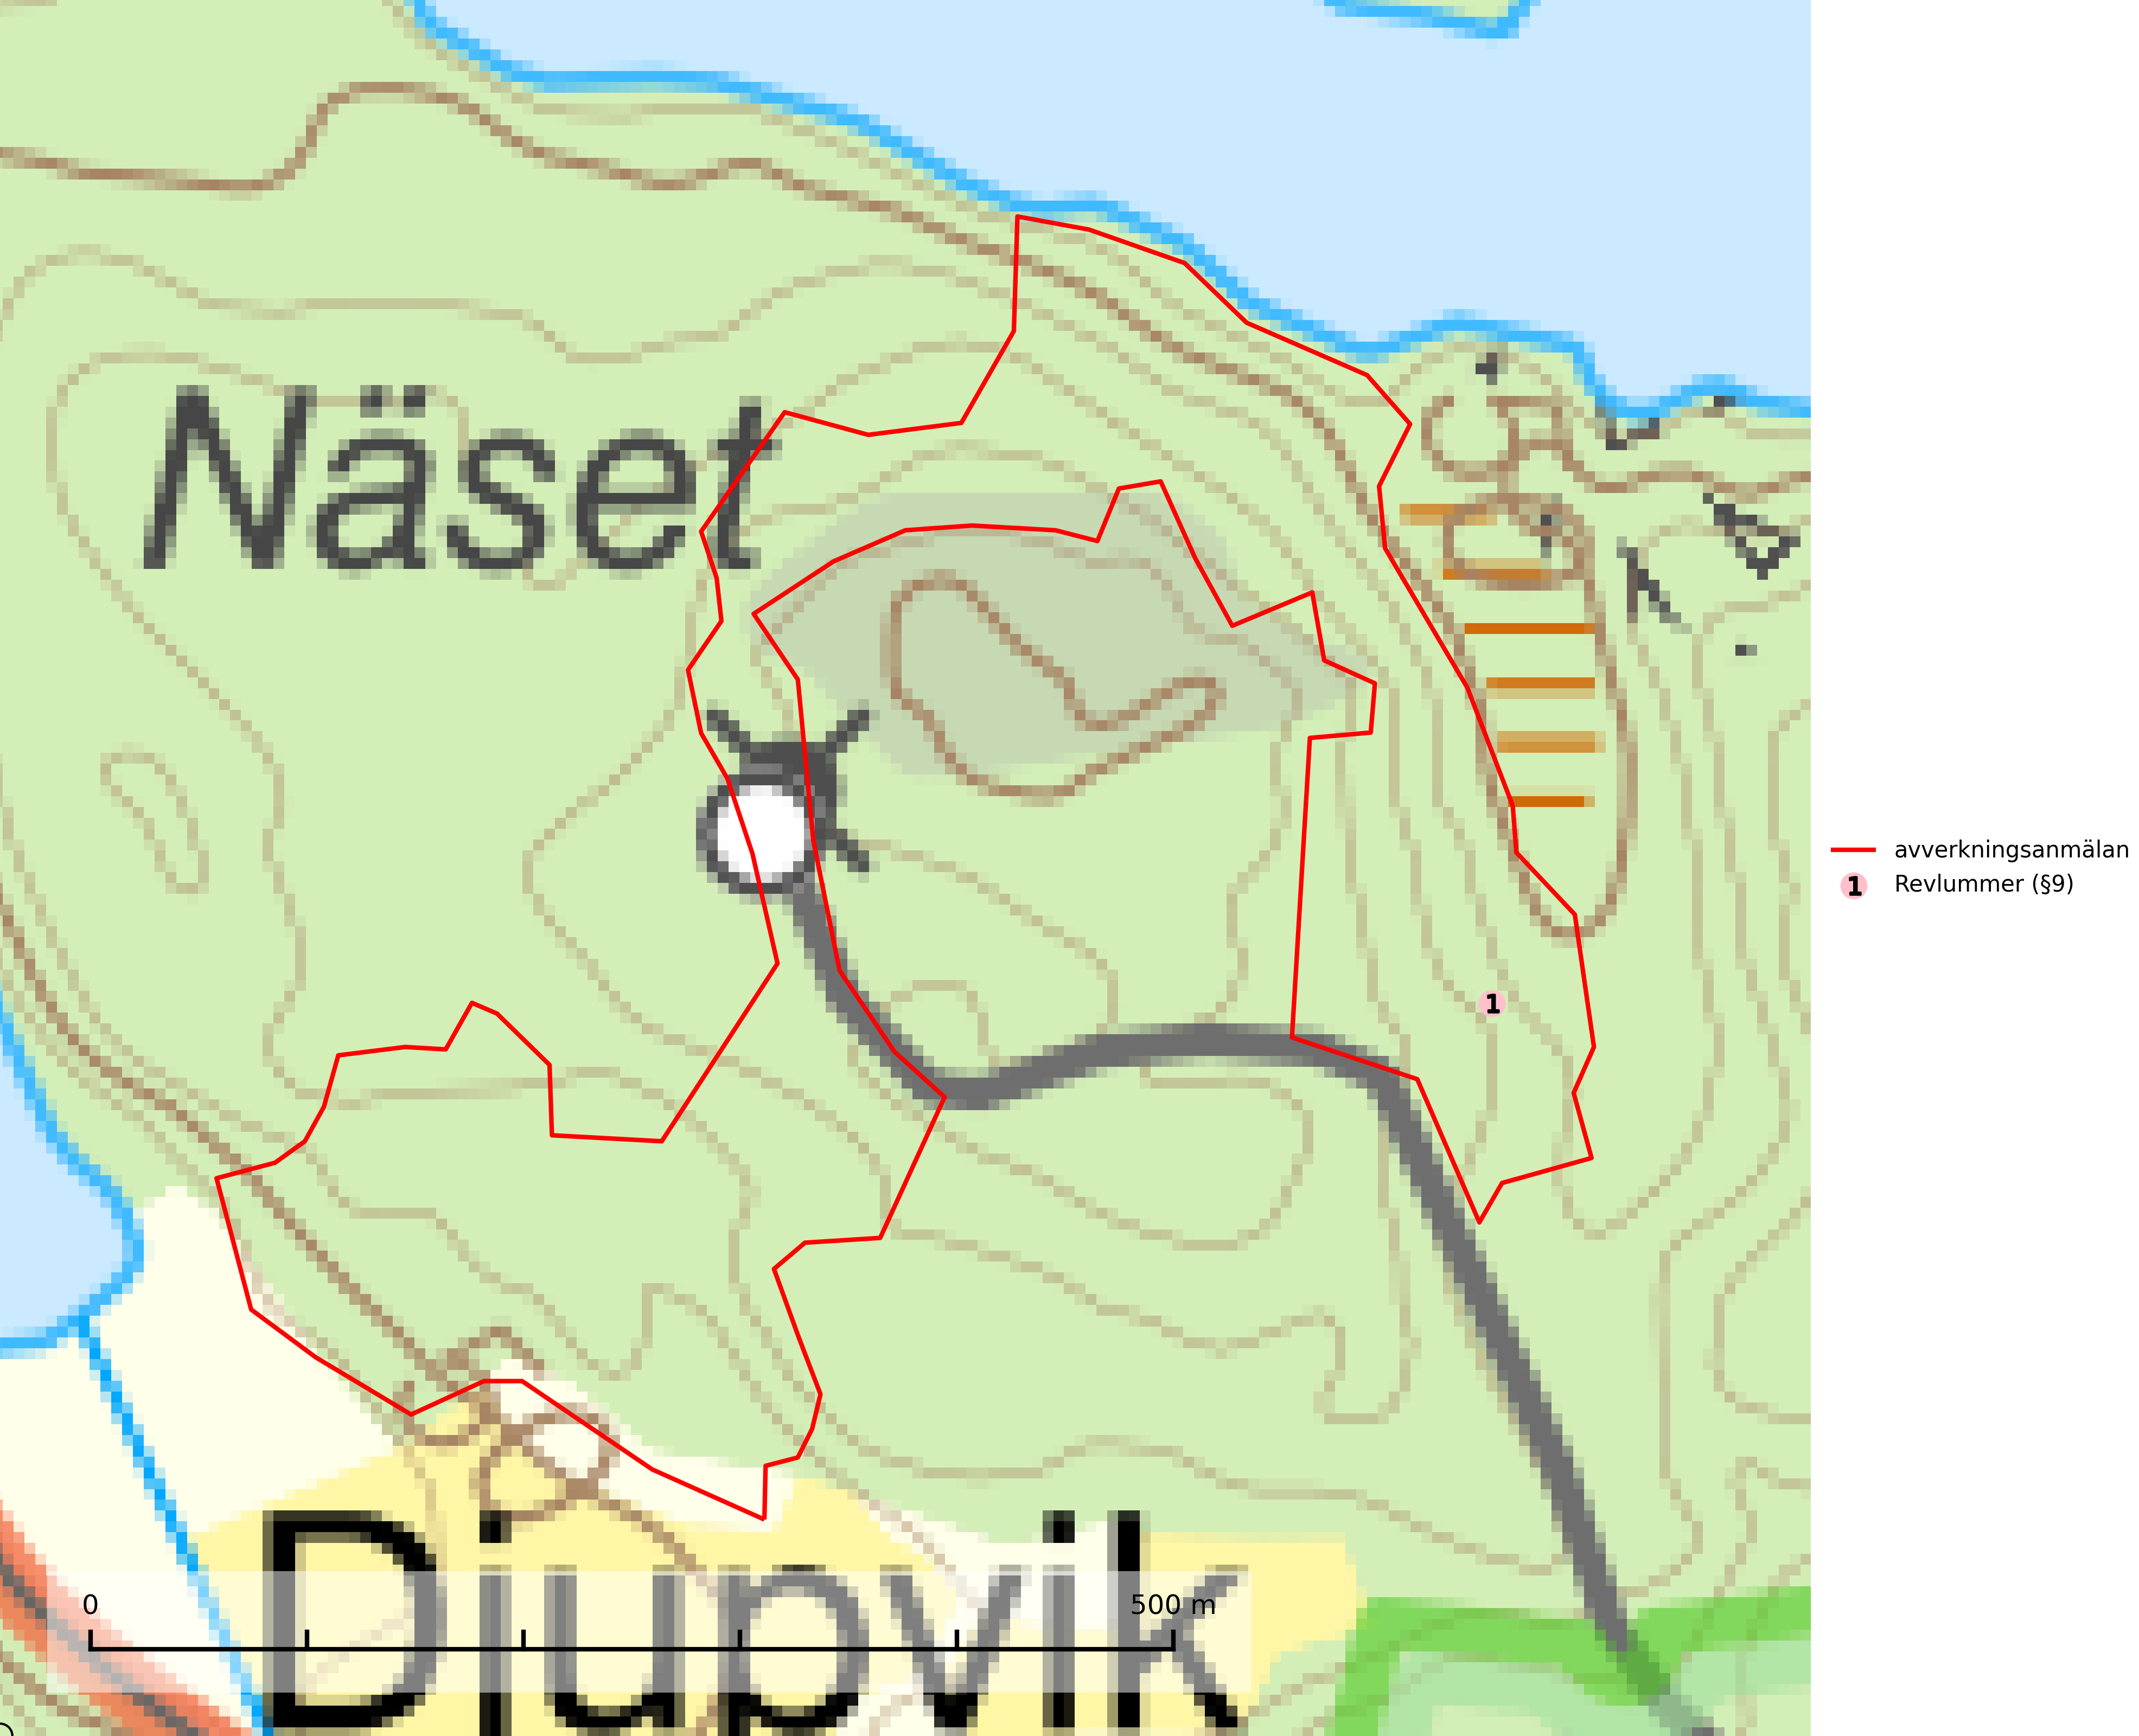 Näset
1
avverkningsanmälan
1 Revlummer (§9)
Djupvik
0 500 m